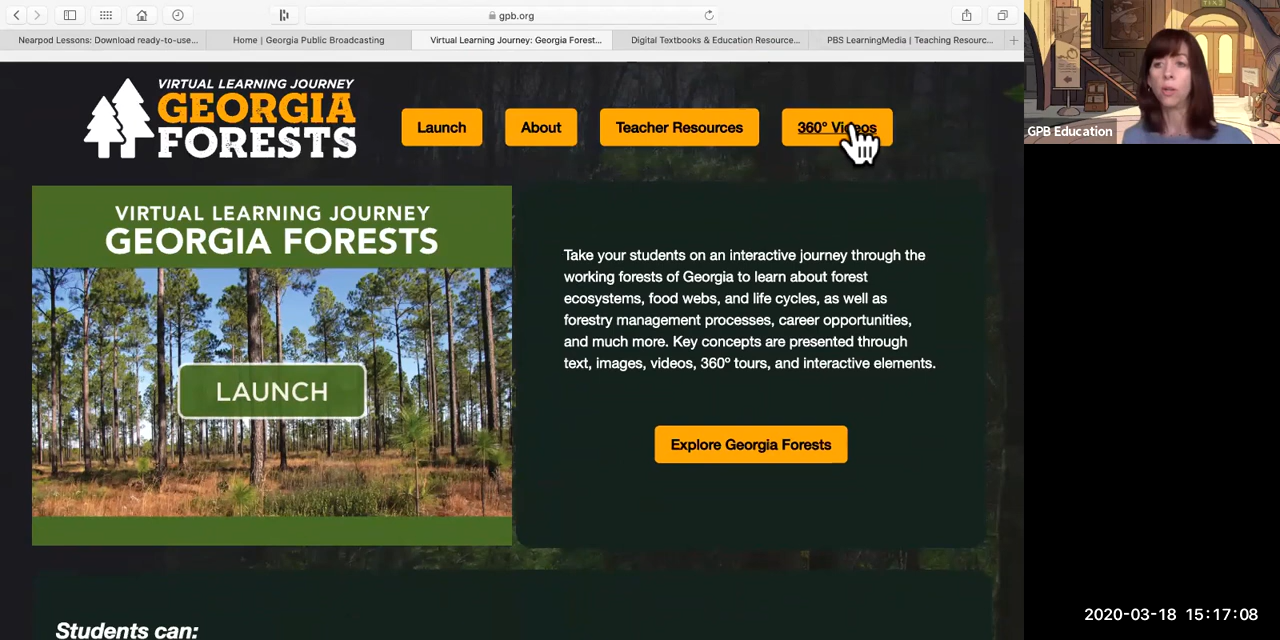 gpb.org
Nearpod Lessons: Download ready-to-use...
Home | Georgia Public Broadcasting
Virtual Learning Journey: Georgia Forest...
Digital Textbooks & Education Resource...
PBS LearningMedia | Teaching Resourc...
VIRTUAL LEARNING JOURNEY
GEORGIA
FORESTS
Launch
About
Teacher Resources
360° Videos
GPB Education
VIRTUAL LEARNING JOURNEY
GEORGIA FORESTS
LAUNCH
Take your students on an interactive journey through the
working forests of Georgia to learn about forest
ecosystems, food webs, and life cycles, as well as
forestry management processes, career opportunities,
and much more. Key concepts are presented through
text, images, videos, 360º tours, and interactive elements.
Explore Georgia Forests
Students can:
2020-03-18 15:17:08